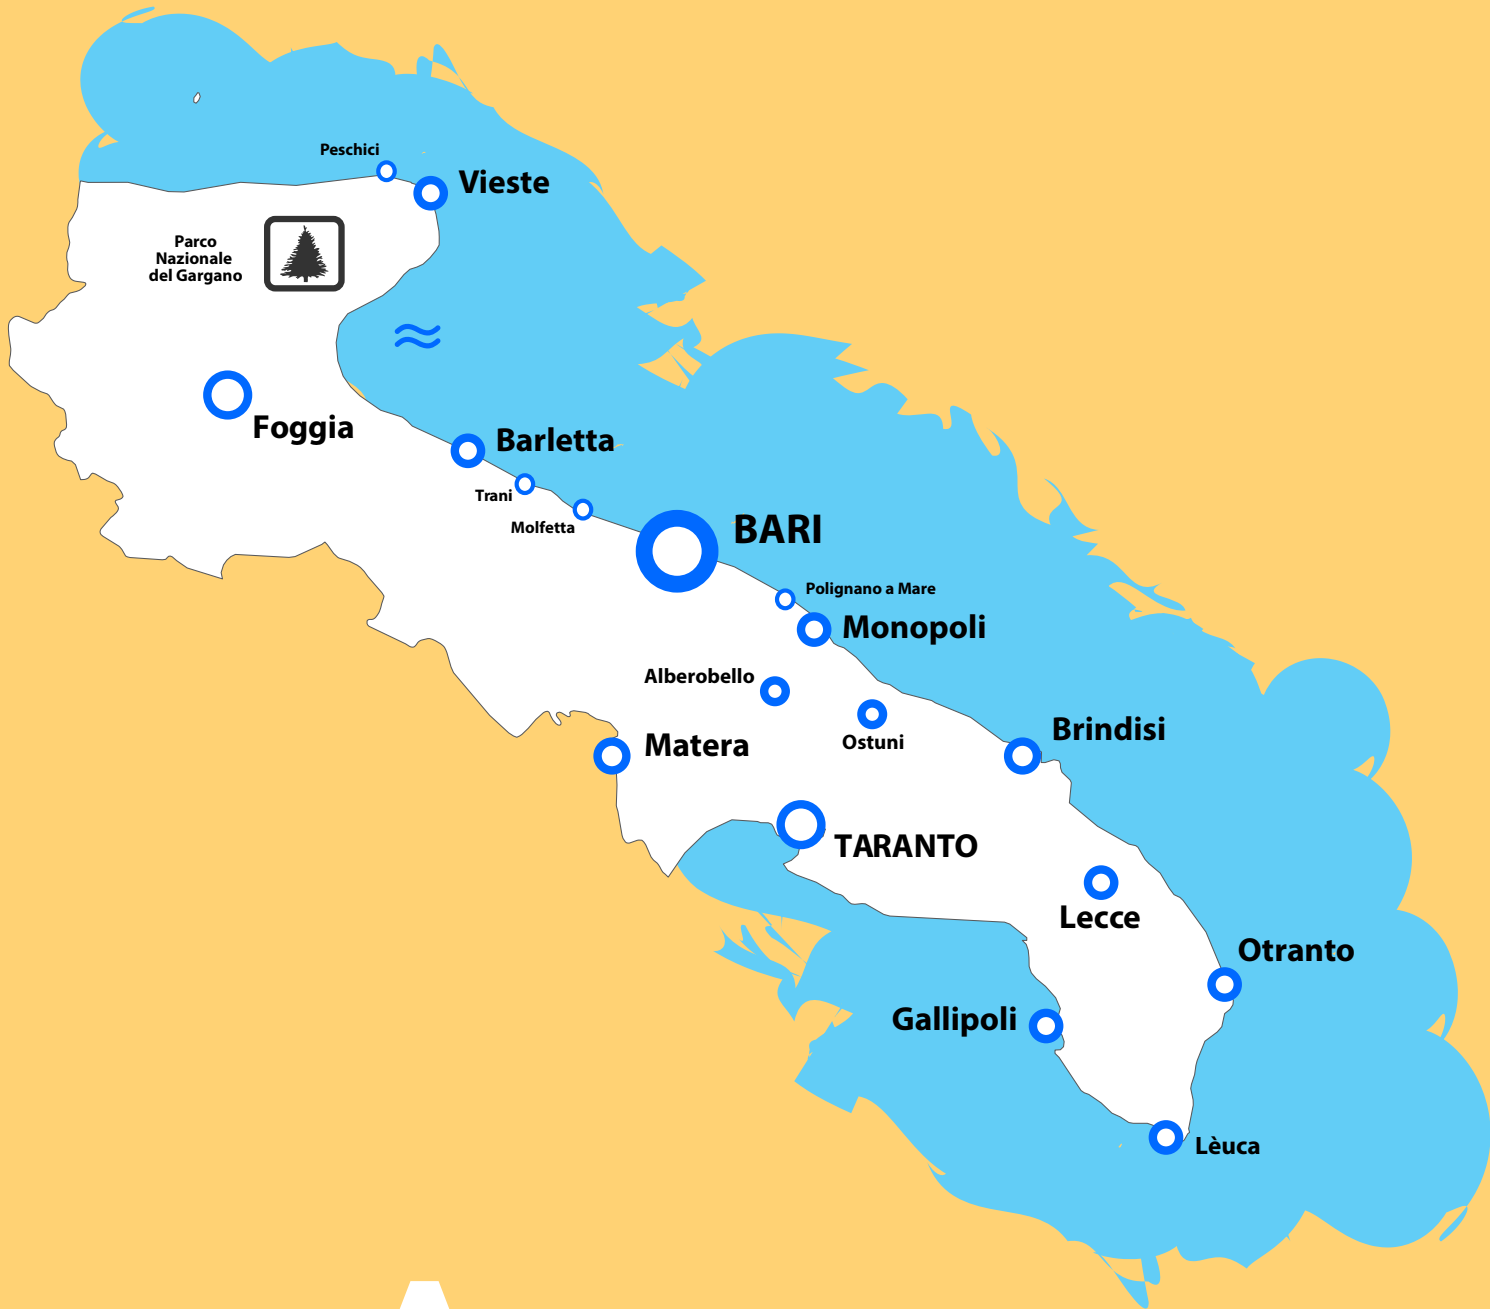 Peschici
Vieste
Parco
Nazionale
del Gargano
Foggia
Barletta
Trani
Molfetta
BARI
Polignano a Mare
Monopoli
Alberobello
Ostuni
Matera
Brindisi
TARANTO
Lecce
Otranto
Gallipoli
Lèuca